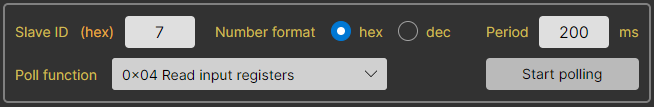 Slave ID (hex) 7 Number format hex dec Period 200 ms
Poll function 0×04 Read input registers Start polling